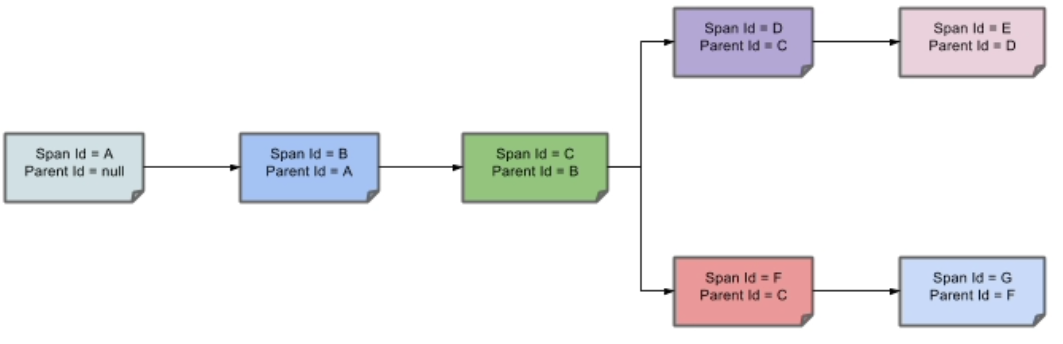 Span Id = D
Parent Id = C
Span Id = E
Parent Id = D
Span Id = A
Parent Id = null
Span Id = B
Parent Id = A
Span Id = C
Parent Id = B
Span Id = F
Parent Id = C
Span Id = G
Parent Id = F